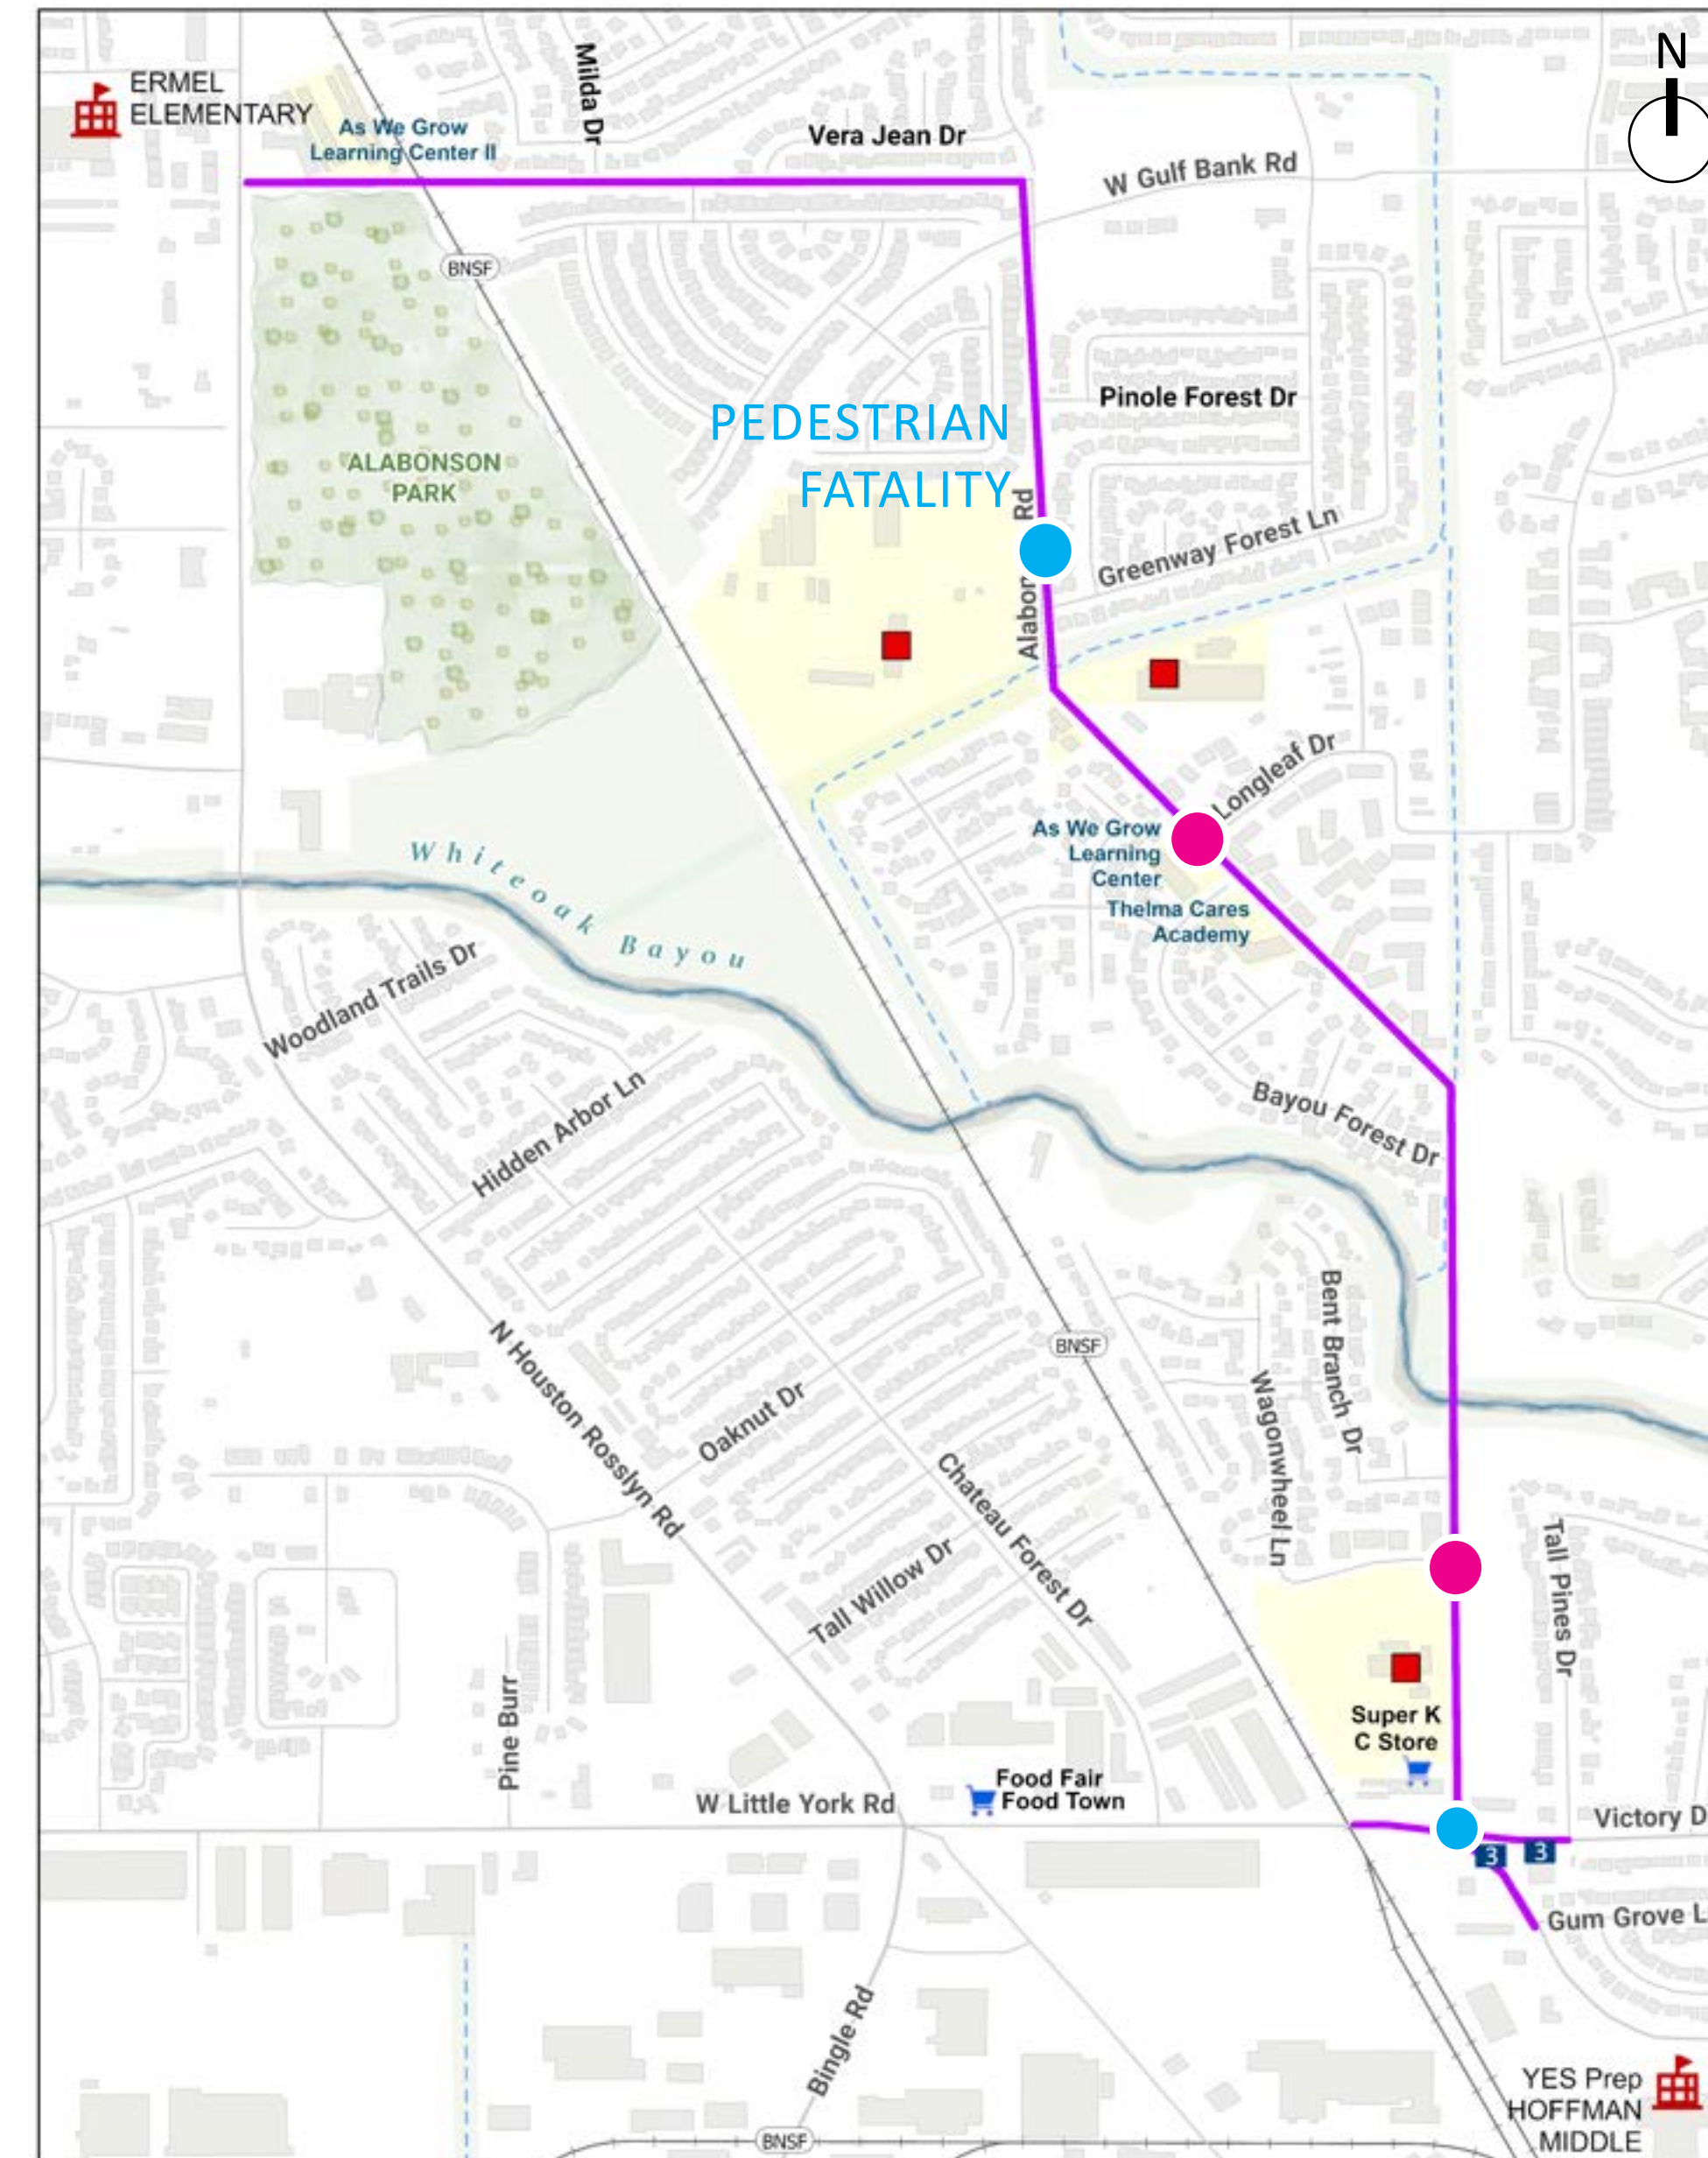 N
ERMEL
ELEMENTARY
As We Grow
Learning Center II
Milda Dr
Vera Jean Dr
W Gulf Bank Rd
BNSF
Pinole Forest Dr
PEDESTRIAN
FATALITY
ALABONSON
PARK
Alabon
Rd
Greenway Forest Ln
Longleaf Dr
As We Grow
Learning
Center
Thelma Cares
Academy
Whiteoak Bayou
Woodland Trails Dr
Hidden Arbor Ln
Bayou Forest Dr
N Houston Rosslyn Rd
BNSF
Bent Branch Dr
Wagonwheel Ln
Oaknut Dr
Chateau Forest Dr
Tall Willow Dr
Tall Pines Dr
Pine Burr
Super K
C Store
Food Fair
Food Town
W Little York Rd
Victory D
3
3
Gum Grove L
Bingle Rd
BNSF
YES Prep
HOFFMAN
MIDDLE